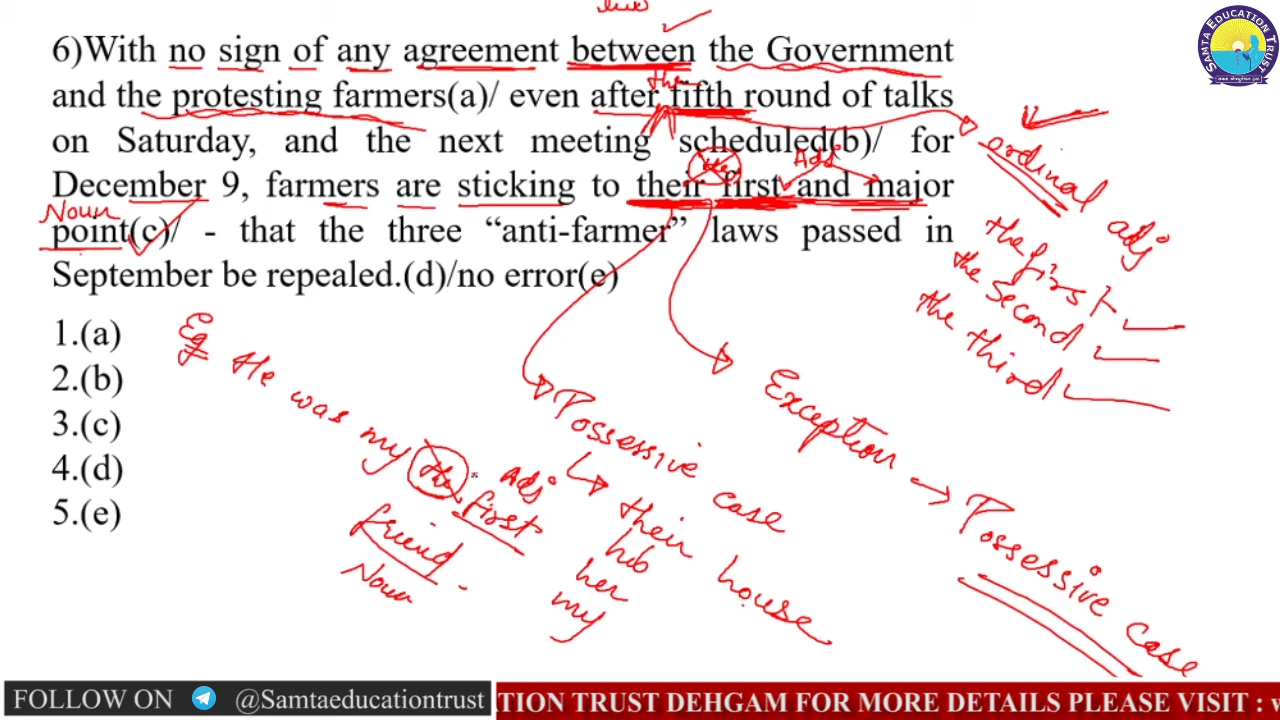 6)With no sign of any agreement between the Government
the
and the protesting farmers(a)/ even after fifth round of talks
on Saturday, and the next meeting scheduled(b)/ for
the Adj
December 9, farmers are sticking to their first and major
Noun
point(c)/ - that the three “anti-farmer” laws passed in
September be repealed.(d)/no error(e)
1.(a)
2.(b)
3.(c)
4.(d)
5.(e)
ordinal adj
the first
the second
the third
Eg He was my the first
Adj
friend
Noun
Possessive case
their house
his
her
my
Exception
Possessive case
SAMTA EDUCATION TRUST
FOLLOW ON @Samtaeducationtrust
TION TRUST DEHGAM FOR MORE DETAILS PLEASE VISIT :